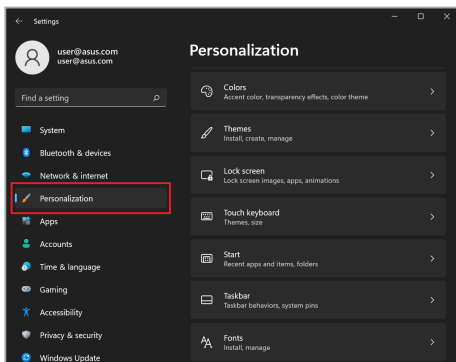 Settings
user@asus.com
user@asus.com
Find a setting
System
Bluetooth & devices
Network & internet
Personalization
Apps
Accounts
Time & language
Gaming
Accessibility
Privacy & security
Windows Update
Personalization
Colors
Accent color, transparency effects, color theme
Themes
Install, create, manage
Lock screen
Lock screen images, apps, animations
Touch keyboard
Themes, size
Start
Recent apps and items, folders
Taskbar
Taskbar behaviors, system pins
Fonts
Install, manage